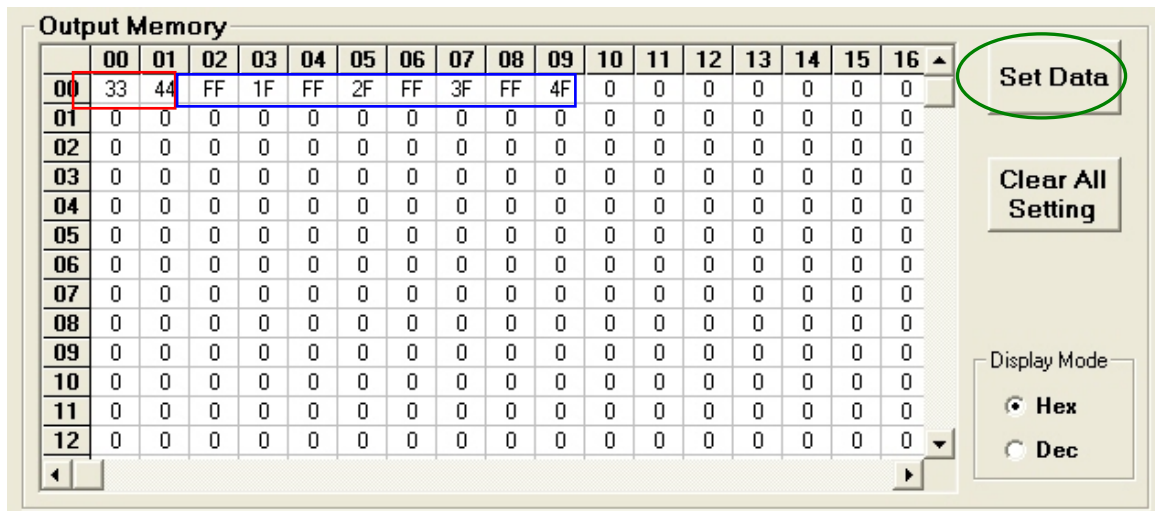 Output Memory
00 01 02 03 04 05 06 07 08 09 10 11 12 13 14 15 16
00 33 44 FF 1F FF 2F FF 3F FF 4F 0 0 0 0 0 0 0
01 0 0 0 0 0 0 0 0 0 0 0 0 0 0 0 0 0
02 0 0 0 0 0 0 0 0 0 0 0 0 0 0 0 0 0
03 0 0 0 0 0 0 0 0 0 0 0 0 0 0 0 0 0
04 0 0 0 0 0 0 0 0 0 0 0 0 0 0 0 0 0
05 0 0 0 0 0 0 0 0 0 0 0 0 0 0 0 0 0
06 0 0 0 0 0 0 0 0 0 0 0 0 0 0 0 0 0
07 0 0 0 0 0 0 0 0 0 0 0 0 0 0 0 0 0
08 0 0 0 0 0 0 0 0 0 0 0 0 0 0 0 0 0
09 0 0 0 0 0 0 0 0 0 0 0 0 0 0 0 0 0
10 0 0 0 0 0 0 0 0 0 0 0 0 0 0 0 0 0
11 0 0 0 0 0 0 0 0 0 0 0 0 0 0 0 0 0
12 0 0 0 0 0 0 0 0 0 0 0 0 0 0 0 0 0
Set Data
Clear All
Setting
Display Mode
Hex
Dec